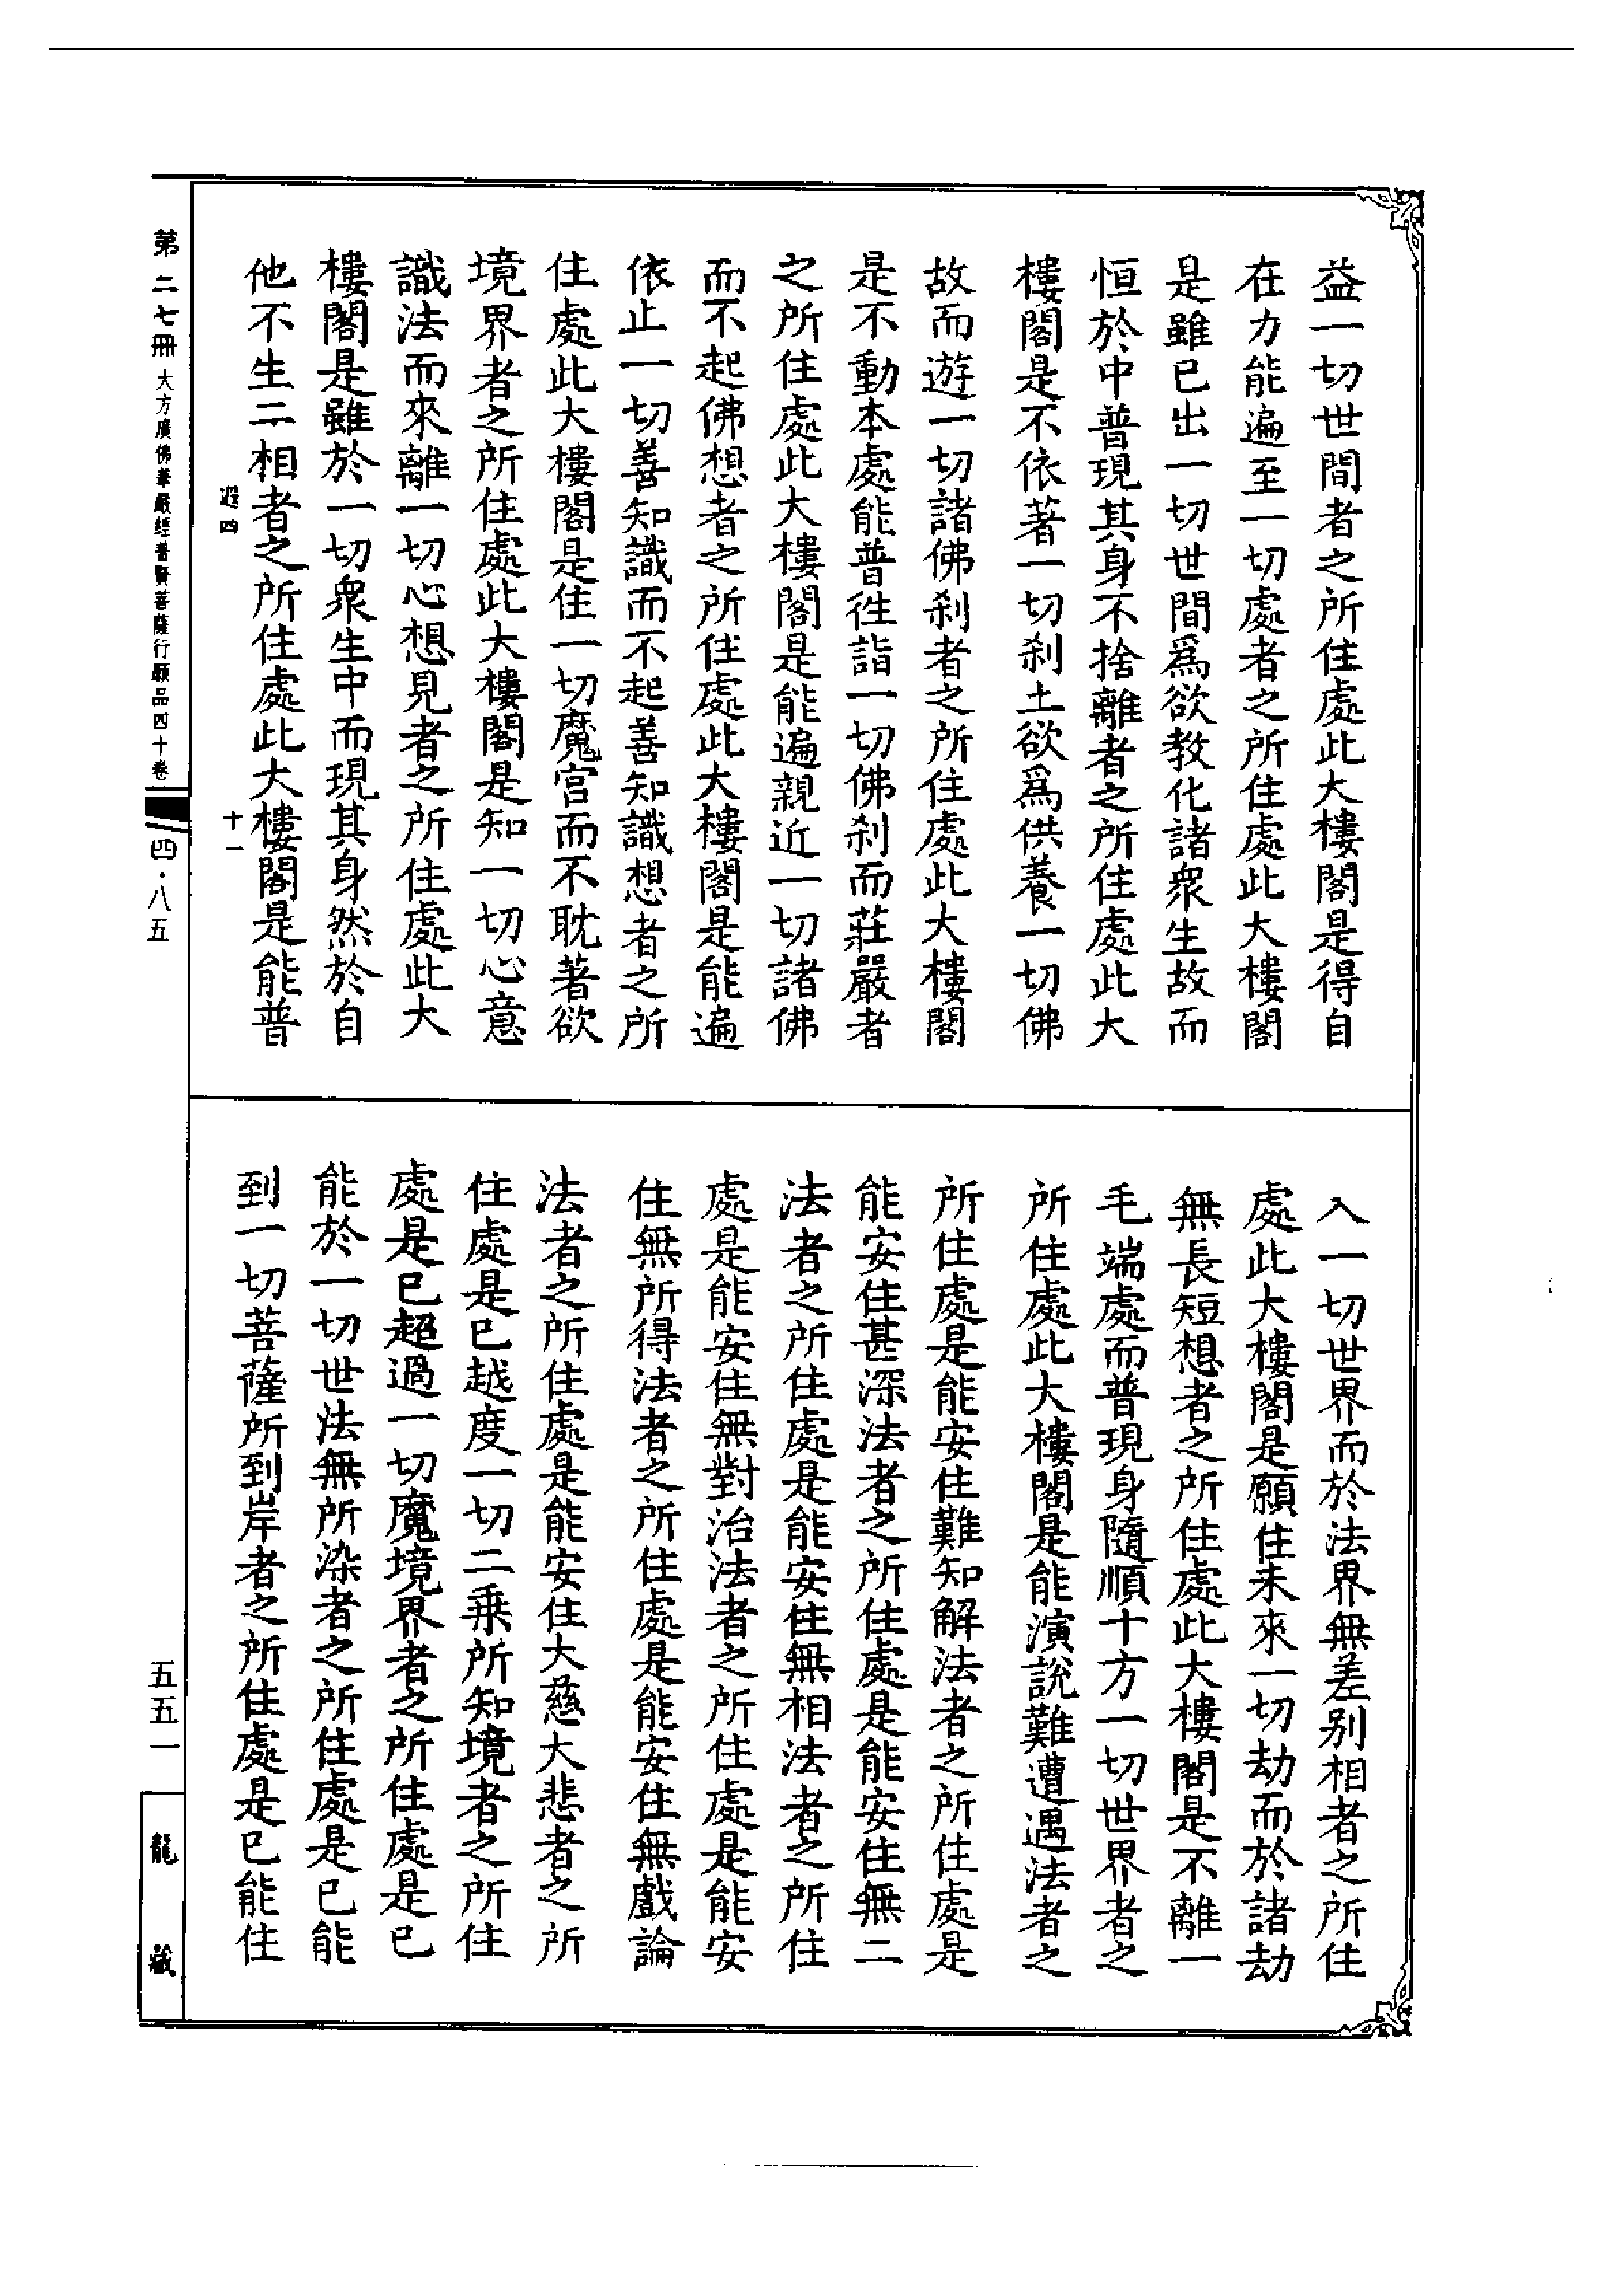 益一切世間者之所住處此大樓閣是得自
在力能遍至一切處者之所住處此大樓閣
是雖已出一切世間爲欲教化諸衆生故而
恒於中普現其身不捨離者之所住處此大
樓閣是不依著一切刹土欲爲供養一切佛
故而遊一切諸佛刹者之所住處此大樓閣
是不動本處能普徃詣一切佛刹而莊嚴者
之所住處此大樓閣是能遍親近一切諸佛
而不起佛想者之所住處此大樓閣是能遍
依止一切善知識而不起善知識想者之所
住處此大樓閣是住一切魔宮而不耽著欲
境界者之所住處此大樓閣是知一切心意
識法而來離一切心想見者之所住處此大
樓閣是雖於一切衆生中而現其身然於自
他不生二相者之所住處此大樓閣是能普
遊四
十一
入一切世界而於法界無差別相者之所住
處此大樓閣是願住未來一切劫而於諸劫
無長短想者之所住處此大樓閣是不離一
毛端處而普現身隨順十方一切世界者之
所住處此大樓閣是能演說難遭遇法者之
所住處是能安住難知解法者之所住處是
能安住甚深法者之所住處是能安住無二
法者之所住處是能安住無相法者之所住
處是能安住無對治法者之所住處是能安
住無所得法者之所住處是能安住無戲論
法者之所住處是能安住大慈大悲者之所
住處是已越度一切二乘所知境者之所住
處是已超過一切魔境界者之所住處是已
能於一切世法無所染者之所住處是已能
到一切菩薩所到岸者之所住處是已能住
第二七冊 大方廣佛華嚴經普賢菩薩行願品四十卷
四·八五
五五一
龍藏